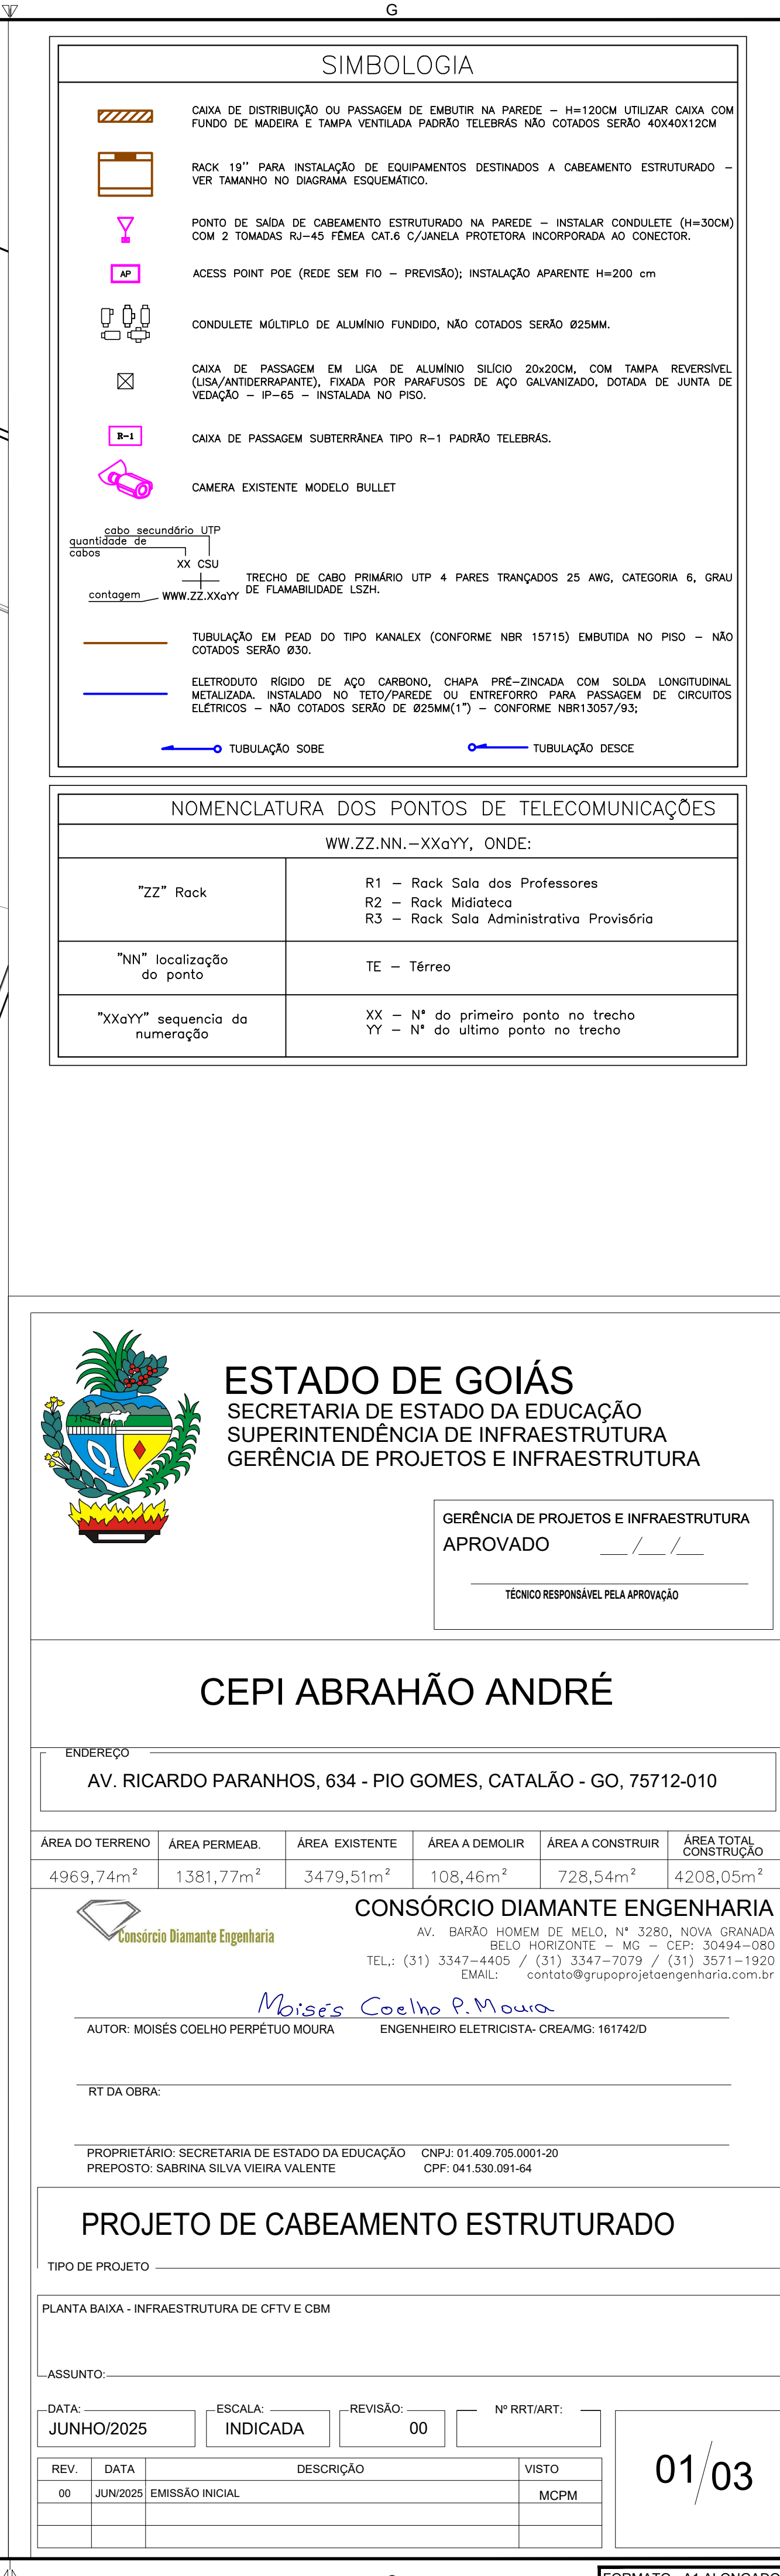 G
SIMBOLOGIA
CAIXA DE DISTRIBUIÇÃO OU PASSAGEM DE EMBUTIR NA PAREDE – H=120CM UTILIZAR CAIXA COM
FUNDO DE MADEIRA E TAMPA VENTILADA PADRÃO TELEBRÁS NÃO COTADOS SERÃO 40X40X12CM
RACK 19'' PARA INSTALAÇÃO DE EQUIPAMENTOS DESTINADOS A CABEAMENTO ESTRUTURADO –
VER TAMANHO NO DIAGRAMA ESQUEMÁTICO.
PONTO DE SAÍDA DE CABEAMENTO ESTRUTURADO NA PAREDE – INSTALAR CONDULETE (H=30CM)
COM 2 TOMADAS RJ–45 FÊMEA CAT.6 C/JANELA PROTETORA INCORPORADA AO CONECTOR.
AP
ACESS POINT POE (REDE SEM FIO – PREVISÃO); INSTALAÇÃO APARENTE H=200 cm
CONDULETE MÚLTIPLO DE ALUMÍNIO FUNDIDO, NÃO COTADOS SERÃO Ø25MM.
CAIXA DE PASSAGEM EM LIGA DE ALUMÍNIO SILÍCIO 20x20CM, COM TAMPA REVERSÍVEL
(LISA/ANTIDERRAPANTE), FIXADA POR PARAFUSOS DE AÇO GALVANIZADO, DOTADA DE JUNTA DE
VEDAÇÃO – IP–65 – INSTALADA NO PISO.
R-1
CAIXA DE PASSAGEM SUBTERRÂNEA TIPO R–1 PADRÃO TELEBRÁS.
CAMERA EXISTENTE MODELO BULLET
cabo secundário UTP
quantidade de
cabos
XX CSU
contagem
WWW.ZZ.XXaYY
TRECHO DE CABO PRIMÁRIO UTP 4 PARES TRANÇADOS 25 AWG, CATEGORIA 6, GRAU
DE FLAMABILIDADE LSZH.
TUBULAÇÃO EM PEAD DO TIPO KANALEX (CONFORME NBR 15715) EMBUTIDA NO PISO – NÃO
COTADOS SERÃO Ø30.
ELETRODUTO RÍGIDO DE AÇO CARBONO, CHAPA PRÉ–ZINCADA COM SOLDA LONGITUDINAL
METALIZADA. INSTALADO NO TETO/PAREDE OU ENTREFORRO PARA PASSAGEM DE CIRCUITOS
ELÉTRICOS – NÃO COTADOS SERÃO DE Ø25MM(1") – CONFORME NBR13057/93;
TUBULAÇÃO SOBE
TUBULAÇÃO DESCE
NOMENCLATURA DOS PONTOS DE TELECOMUNICAÇÕES
WW.ZZ.NN.–XXaYY, ONDE:
"ZZ" Rack
R1 – Rack Sala dos Professores
R2 – Rack Midiateca
R3 – Rack Sala Administrativa Provisória
"NN" localização
do ponto
TE – Térreo
"XXaYY" sequencia da
numeração
XX – Nº do primeiro ponto no trecho
YY – Nº do ultimo ponto no trecho
ESTADO DE GOIÁS
SECRETARIA DE ESTADO DA EDUCAÇÃO
SUPERINTENDÊNCIA DE INFRAESTRUTURA
GERÊNCIA DE PROJETOS E INFRAESTRUTURA
GERÊNCIA DE PROJETOS E INFRAESTRUTURA
APROVADO ___ /___ /___
TÉCNICO RESPONSÁVEL PELA APROVAÇÃO
CEPI ABRAHÃO ANDRÉ
ENDEREÇO
AV. RICARDO PARANHOS, 634 - PIO GOMES, CATALÃO - GO, 75712-010
ÁREA DO TERRENO ÁREA PERMEAB. ÁREA EXISTENTE ÁREA A DEMOLIR ÁREA A CONSTRUIR ÁREA TOTAL CONSTRUÇÃO
4969,74m² 1381,77m² 3479,51m² 108,46m² 728,54m² 4208,05m²
Consórcio Diamante Engenharia
CONSÓRCIO DIAMANTE ENGENHARIA
AV. BARÃO HOMEM DE MELO, Nº 3280, NOVA GRANADA
BELO HORIZONTE – MG – CEP: 30494–080
TEL,: (31) 3347–4405 / (31) 3347–7079 / (31) 3571–1920
EMAIL: contato@grupoprojetaengenharia.com.br
Moisés Coelho P. Moura
AUTOR: MOISÉS COELHO PERPÉTUO MOURA ENGENHEIRO ELETRICISTA- CREA/MG: 161742/D
RT DA OBRA:
PROPRIETÁRIO: SECRETARIA DE ESTADO DA EDUCAÇÃO CNPJ: 01.409.705.0001-20
PREPOSTO: SABRINA SILVA VIEIRA VALENTE CPF: 041.530.091-64
PROJETO DE CABEAMENTO ESTRUTURADO
TIPO DE PROJETO
PLANTA BAIXA - INFRAESTRUTURA DE CFTV E CBM
ASSUNTO:
DATA: ESCALA: REVISÃO: Nº RRT/ART:
JUNHO/2025 INDICADA 00
01/03
REV. DATA DESCRIÇÃO VISTO
00 JUN/2025 EMISSÃO INICIAL MCPM